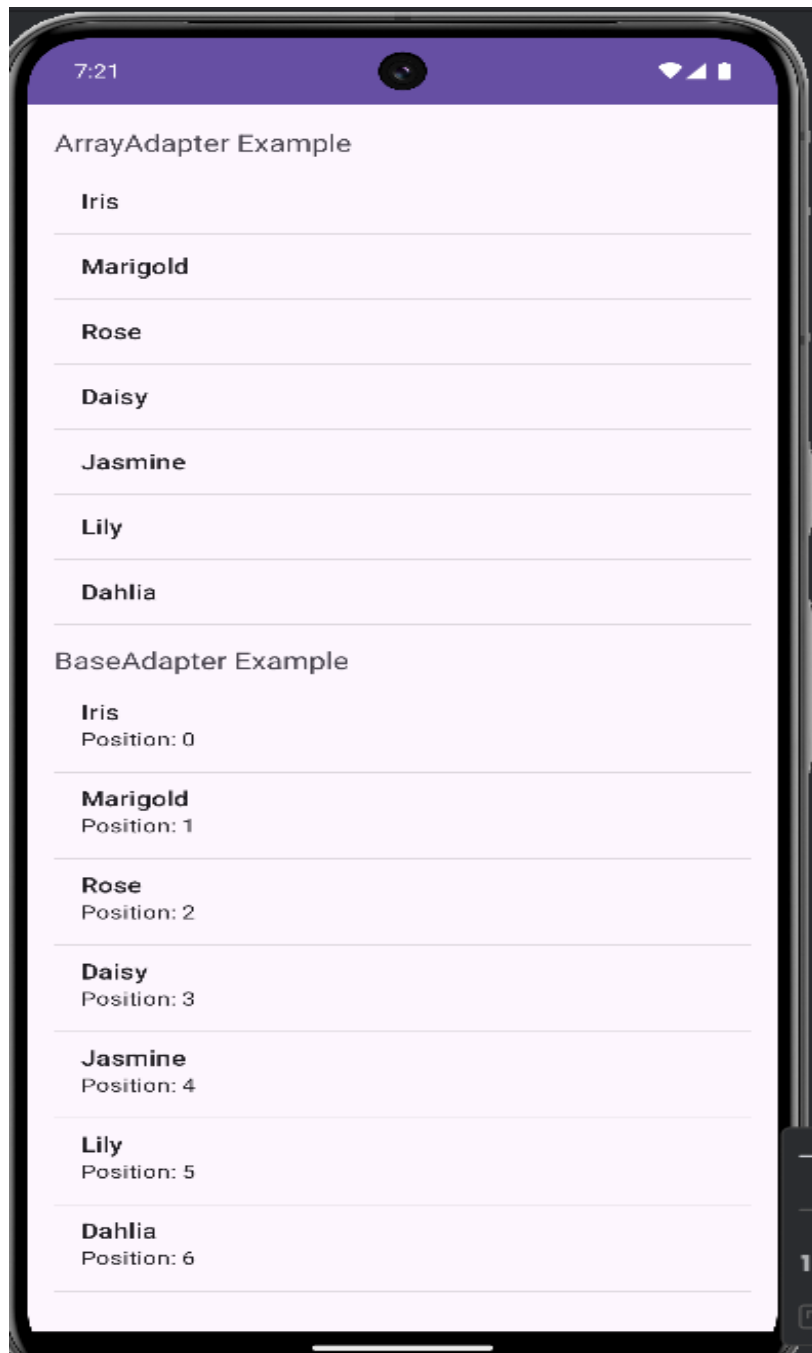 7:21
ArrayAdapter Example
Iris
Marigold
Rose
Daisy
Jasmine
Lily
Dahlia
BaseAdapter Example
Iris
Position: 0
Marigold
Position: 1
Rose
Position: 2
Daisy
Position: 3
Jasmine
Position: 4
Lily
Position: 5
Dahlia
Position: 6